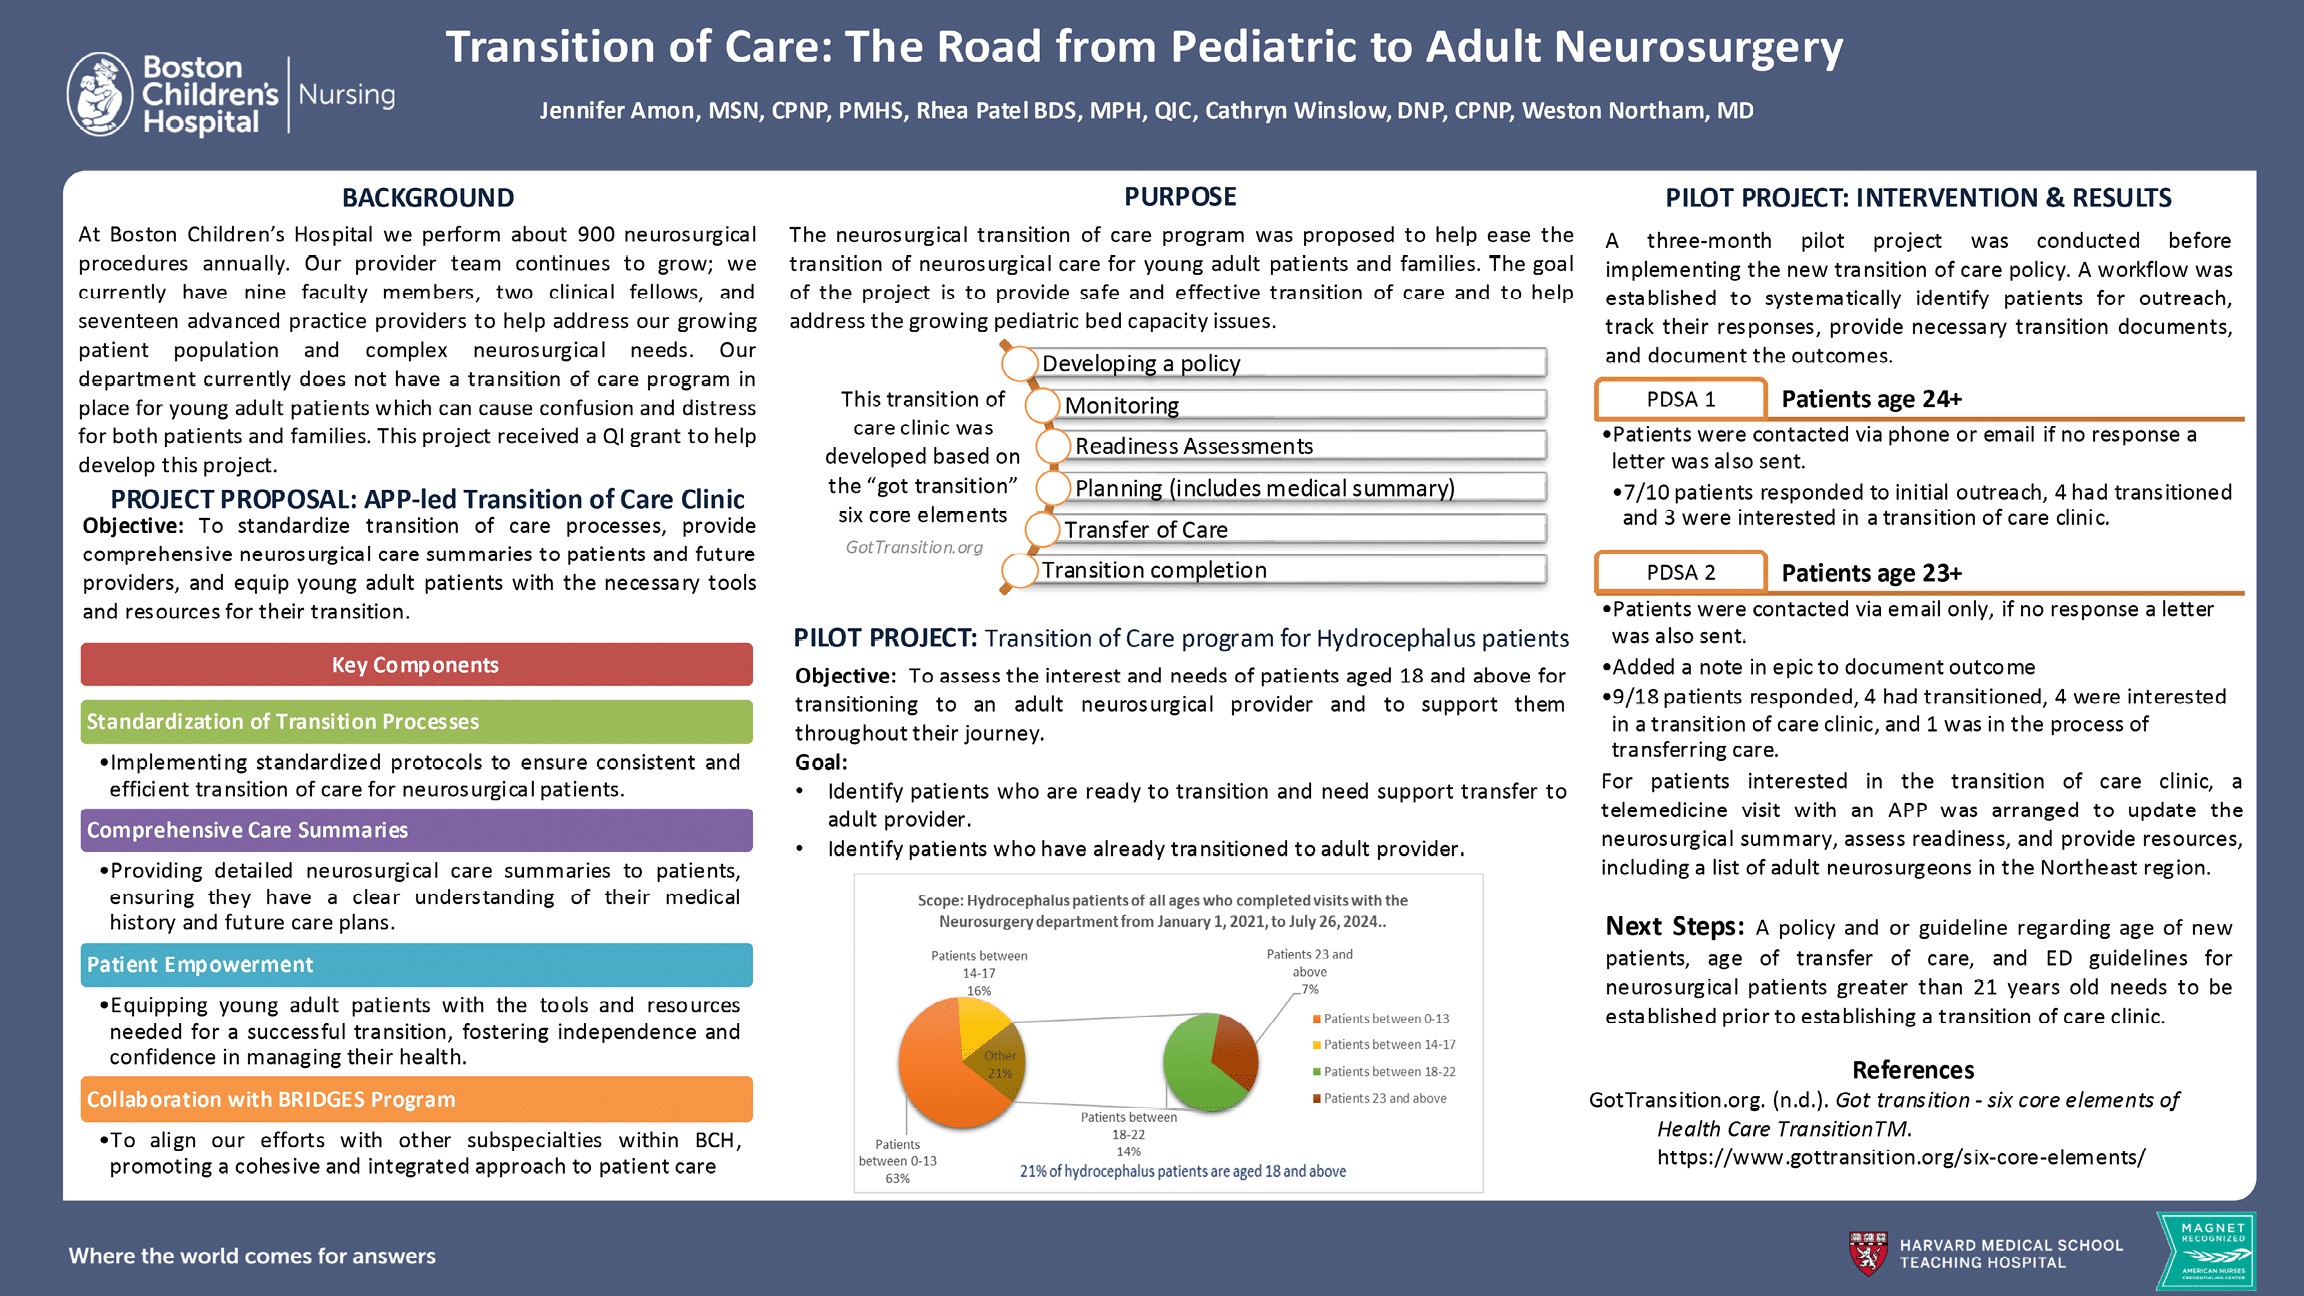 Transition of Care: The Road from Pediatric to Adult Neurosurgery
Boston
Children's
Hospital
Nursing
Jennifer Amon, MSN, CPNP, PMHS, Rhea Patel BDS, MPH, QIC, Cathryn Winslow, DNP, CPNP, Weston Northam, MD
BACKGROUND
At Boston Children's Hospital we perform about 900 neurosurgical
procedures annually. Our provider team continues to grow; we
currently have nine faculty members, two clinical fellows, and
seventeen advanced practice providers to help address our growing
patient population and complex neurosurgical needs. Our
department currently does not have a transition of care program in
place for young adult patients which can cause confusion and distress
for both patients and families. This project received a QI grant to help
develop this project.
PROJECT PROPOSAL: APP-led Transition of Care Clinic
Objective: To standardize transition of care processes, provide
comprehensive neurosurgical care summaries to patients and future
providers, and equip young adult patients with the necessary tools
and resources for their transition.
Key Components
Standardization of Transition Processes
•Implementing standardized protocols to ensure consistent and
efficient transition of care for neurosurgical patients.
Comprehensive Care Summaries
•Providing detailed neurosurgical care summaries to patients,
ensuring they have a clear understanding of their medical
history and future care plans.
Patient Empowerment
•Equipping young adult patients with the tools and resources
needed for a successful transition, fostering independence and
confidence in managing their health.
Collaboration with BRIDGES Program
•To align our efforts with other subspecialties within BCH,
promoting a cohesive and integrated approach to patient care
PURPOSE
The neurosurgical transition of care program was proposed to help ease the
transition of neurosurgical care for young adult patients and families. The goal
of the project is to provide safe and effective transition of care and to help
address the growing pediatric bed capacity issues.
This transition of
care clinic was
developed based on
the "got transition"
six core elements
GotTransition.org
Developing a policy
Monitoring
Readiness Assessments
Planning (includes medical summary)
Transfer of Care
Transition completion
PILOT PROJECT: Transition of Care program for Hydrocephalus patients
Objective: To assess the interest and needs of patients aged 18 and above for
transitioning to an adult neurosurgical provider and to support them
throughout their journey.
Goal:
• Identify patients who are ready to transition and need support transfer to
adult provider.
• Identify patients who have already transitioned to adult provider.
Scope: Hydrocephalus patients of all ages who completed visits with the
Neurosurgery department from January 1, 2021, to July 26, 2024..
Patients between
14-17
16%
Other
21%
Patients
between 0-13
63%
Patients 23 and
above
7%
Patients between
18-22
14%
Patients between 0-13
Patients between 14-17
Patients between 18-22
Patients 23 and above
21% of hydrocephalus patients are aged 18 and above
PILOT PROJECT: INTERVENTION & RESULTS
A three-month pilot project was conducted before
implementing the new transition of care policy. A workflow was
established to systematically identify patients for outreach,
track their responses, provide necessary transition documents,
and document the outcomes.
PDSA 1
Patients age 24+
•Patients were contacted via phone or email if no response a
letter was also sent.
•7/10 patients responded to initial outreach, 4 had transitioned
and 3 were interested in a transition of care clinic.
PDSA 2
Patients age 23+
•Patients were contacted via email only, if no response a letter
was also sent.
•Added a note in epic to document outcome
•9/18 patients responded, 4 had transitioned, 4 were interested
in a transition of care clinic, and 1 was in the process of
transferring care.
For patients interested in the transition of care clinic, a
telemedicine visit with an APP was arranged to update the
neurosurgical summary, assess readiness, and provide resources,
including a list of adult neurosurgeons in the Northeast region.
Next Steps: A policy and or guideline regarding age of new
patients, age of transfer of care, and ED guidelines for
neurosurgical patients greater than 21 years old needs to be
established prior to establishing a transition of care clinic.
References
GotTransition.org. (n.d.). Got transition - six core elements of
Health Care TransitionTM.
https://www.gottransition.org/six-core-elements/
Where the world comes for answers
HARVARD MEDICAL SCHOOL
TEACHING HOSPITAL
MAGNET
RECOGNIZED
AMERICAN NURSES
CREDENTIALING CENTER